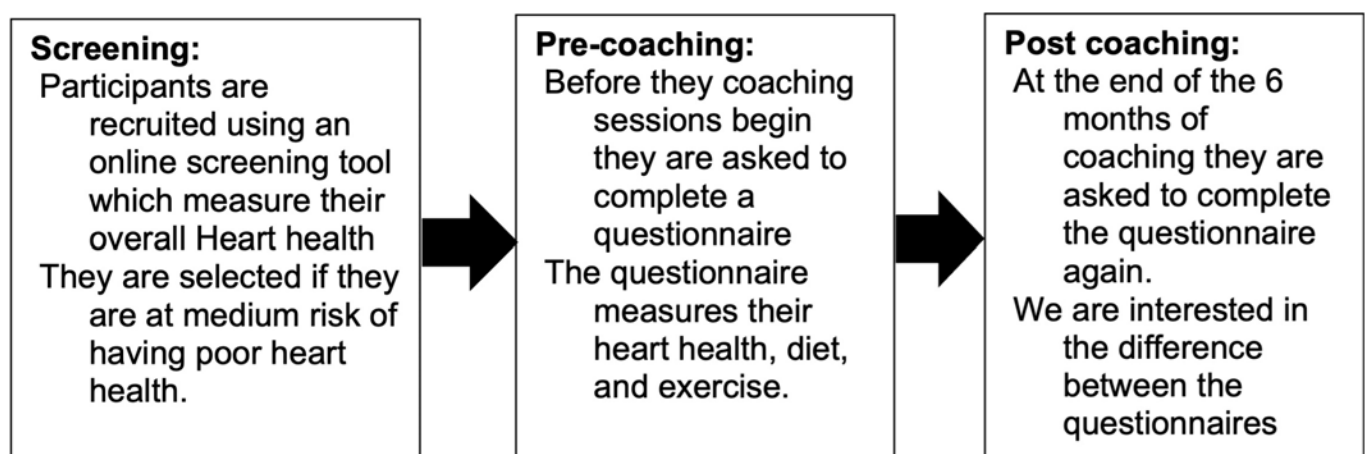 Screening:
Participants are
recruited using an
online screening tool
which measure their
overall Heart health
They are selected if they
are at medium risk of
having poor heart
health.
Pre-coaching:
Before they coaching
sessions begin
they are asked to
complete a
questionnaire
The questionnaire
measures their
heart health, diet,
and exercise.
Post coaching:
At the end of the 6
months of
coaching they are
asked to complete
the questionnaire
again.
We are interested in
the difference
between the
questionnaires